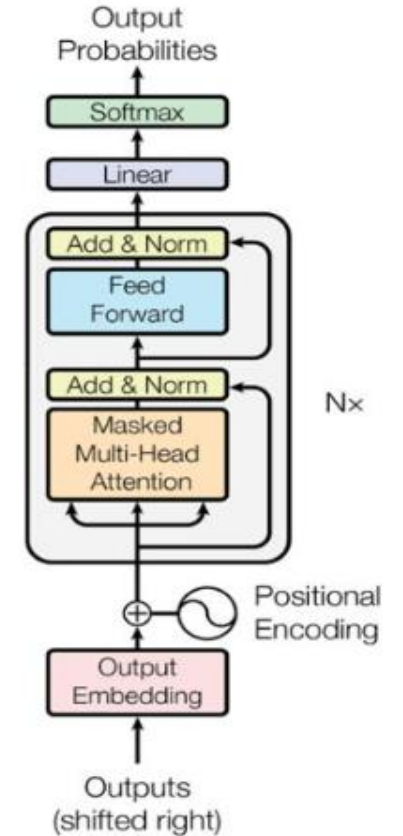 Output
Probabilities
Softmax
Linear
Add & Norm
Feed
Forward
Add & Norm
Masked
Multi-Head
Attention
N×
Positional
Encoding
Output
Embedding
Outputs
(shifted right)